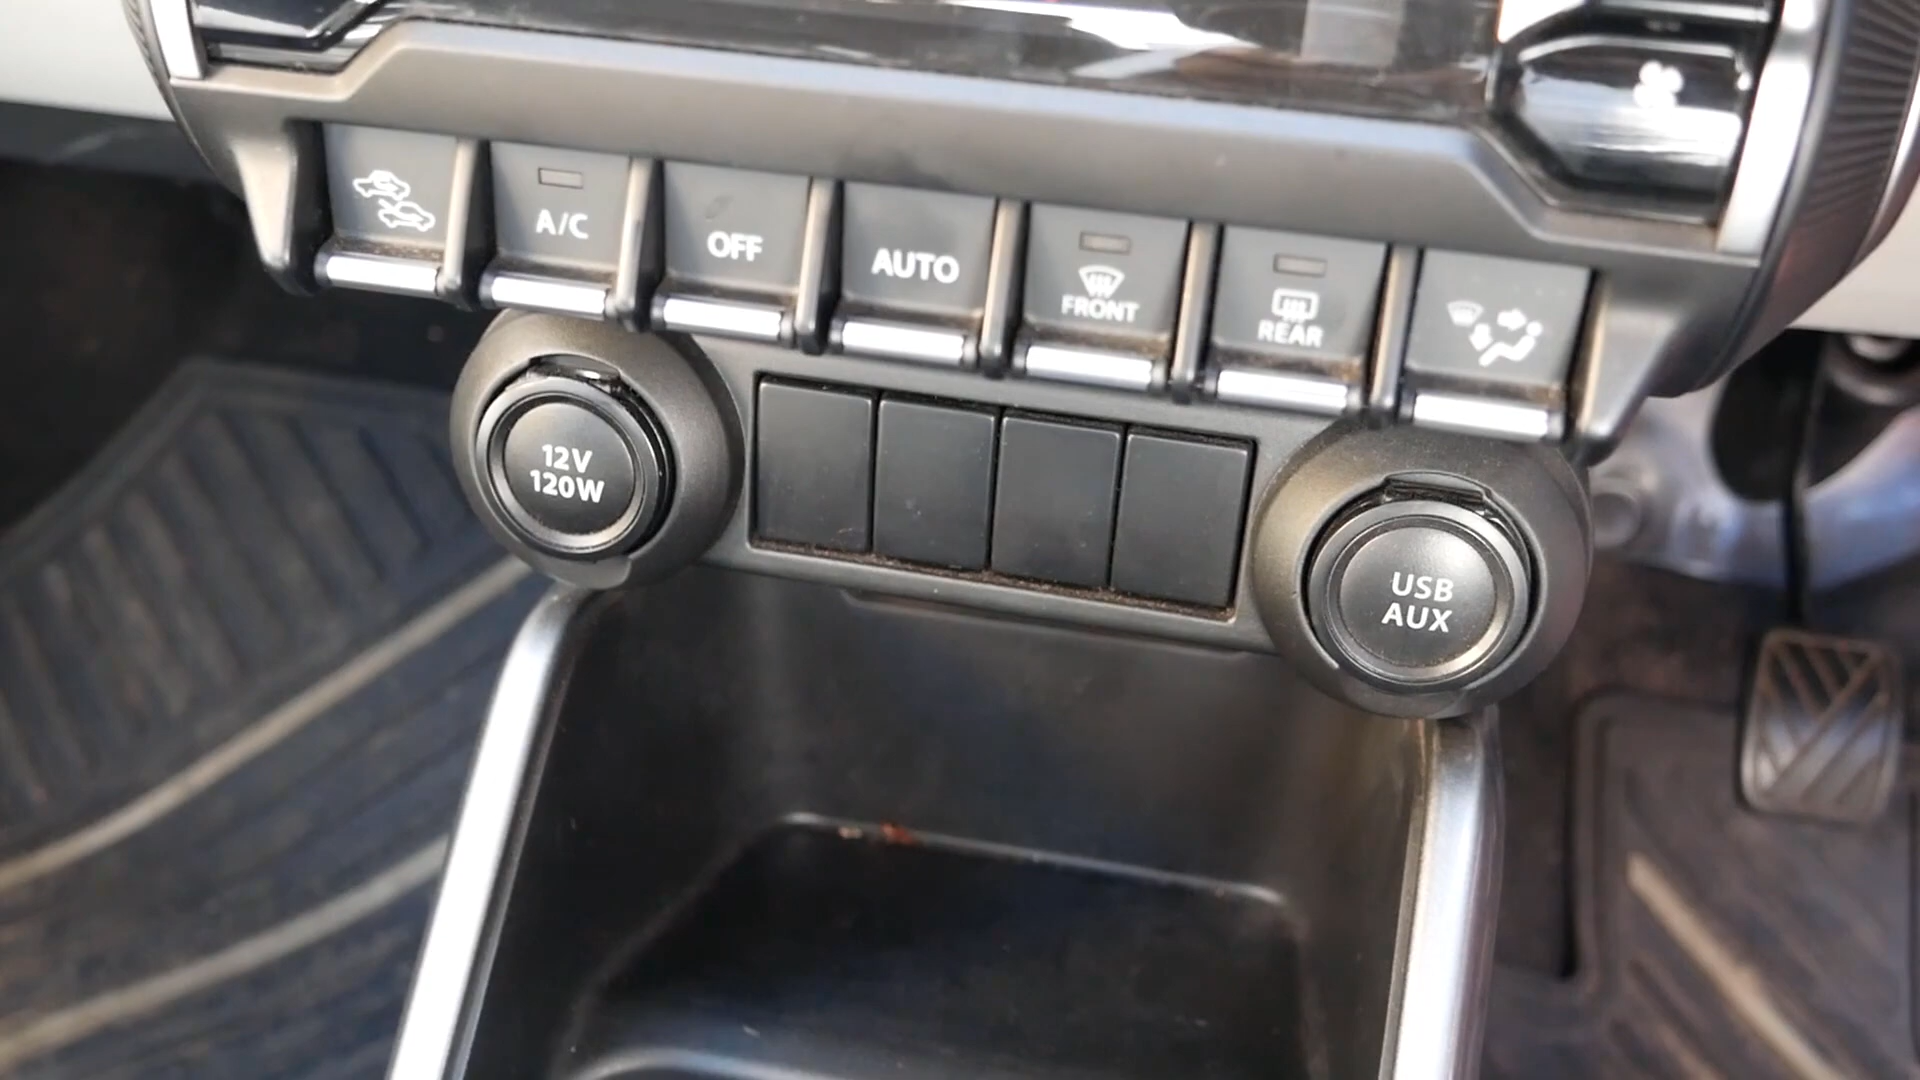 A/C
OFF
AUTO
FRONT
REAR
12V
120W
USB
AUX